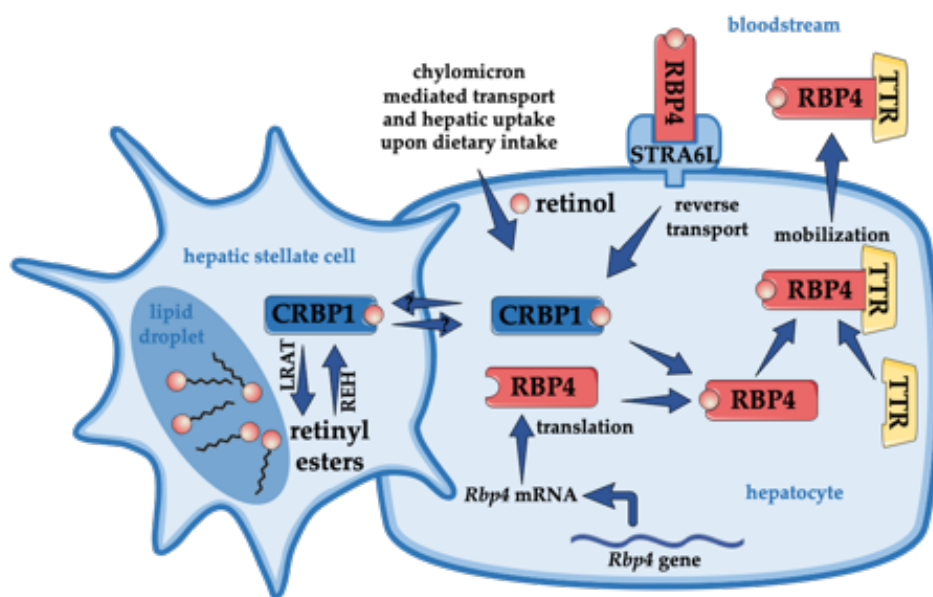 bloodstream
chylomicron
mediated transport
and hepatic uptake
upon dietary intake
RBP4
STRA6L
RBP4
TTR
retinol
reverse
transport
mobilization
hepatic stellate cell
lipid
droplet
CRBP1
?
?
CRBP1
RBP4
TTR
LRAT
REH
RBP4
RBP4
TTR
retinyl
esters
translation
Rbp4 mRNA
hepatocyte
Rbp4 gene